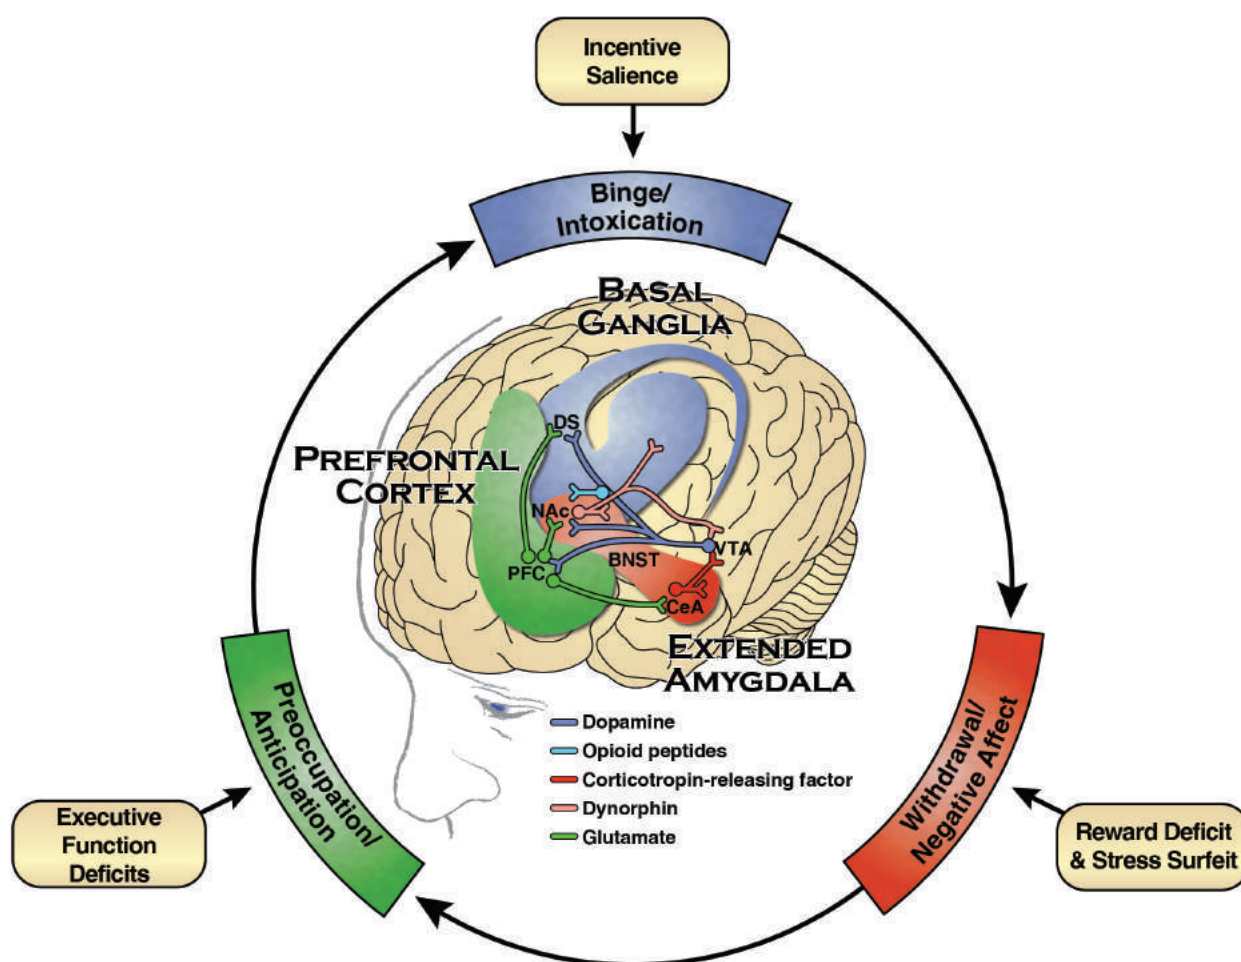 Incentive
Salience
Binge/
Intoxication
BASAL
GANGLIA
DS
PREFRONTAL
CORTEX
NAc
VTA
BNST
PFC
CeA
EXTENDED
AMYGDALA
Dopamine
Opioid peptides
Corticotropin-releasing factor
Dynorphin
Glutamate
Preoccupation/
Anticipation
Withdrawal/
Negative Affect
Executive
Function
Deficits
Reward Deficit
& Stress Surfeit